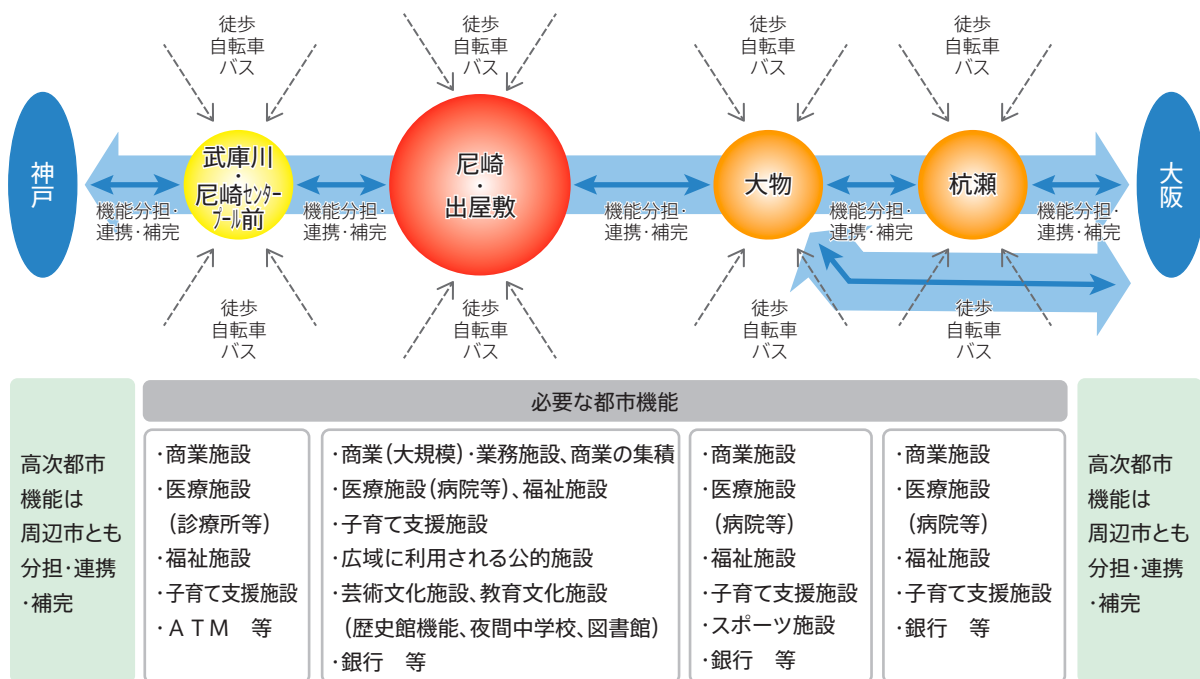 徒歩
自転車
バス
徒歩
自転車
バス
徒歩
自転車
バス
徒歩
自転車
バス
神戸
武庫川
・
尼崎センター
プール前
尼崎
・
出屋敷
大物
杭瀬
大阪
機能分担・
連携・補完
機能分担・
連携・補完
機能分担・
連携・補完
機能分担・
連携・補完
機能分担・
連携・補完
徒歩
自転車
バス
徒歩
自転車
バス
徒歩
自転車
バス
徒歩
自転車
バス
高次都市
機能は
周辺市とも
分担・連携
・補完
必要な都市機能
・商業施設
・医療施設
(診療所等)
・福祉施設
・子育て支援施設
・ATM 等
・商業(大規模)・業務施設、商業の集積
・医療施設(病院等)、福祉施設
・子育て支援施設
・広域に利用される公的施設
・芸術文化施設、教育文化施設
(歴史館機能、夜間中学校、図書館)
・銀行 等
・商業施設
・医療施設
(病院等)
・福祉施設
・子育て支援施設
・スポーツ施設
・銀行 等
・商業施設
・医療施設
(病院等)
・福祉施設
・子育て支援施設
・銀行 等
高次都市
機能は
周辺市とも
分担・連携
・補完